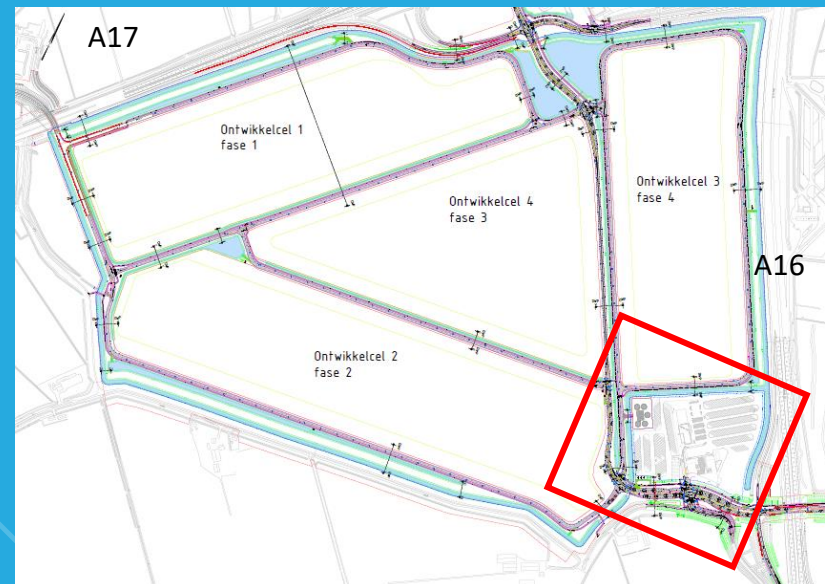 A17
Ontwikkelcel 1
fase 1
Ontwikkelcel 4
fase 3
Ontwikkelcel 3
fase 4
A16
Ontwikkelcel 2
fase 2